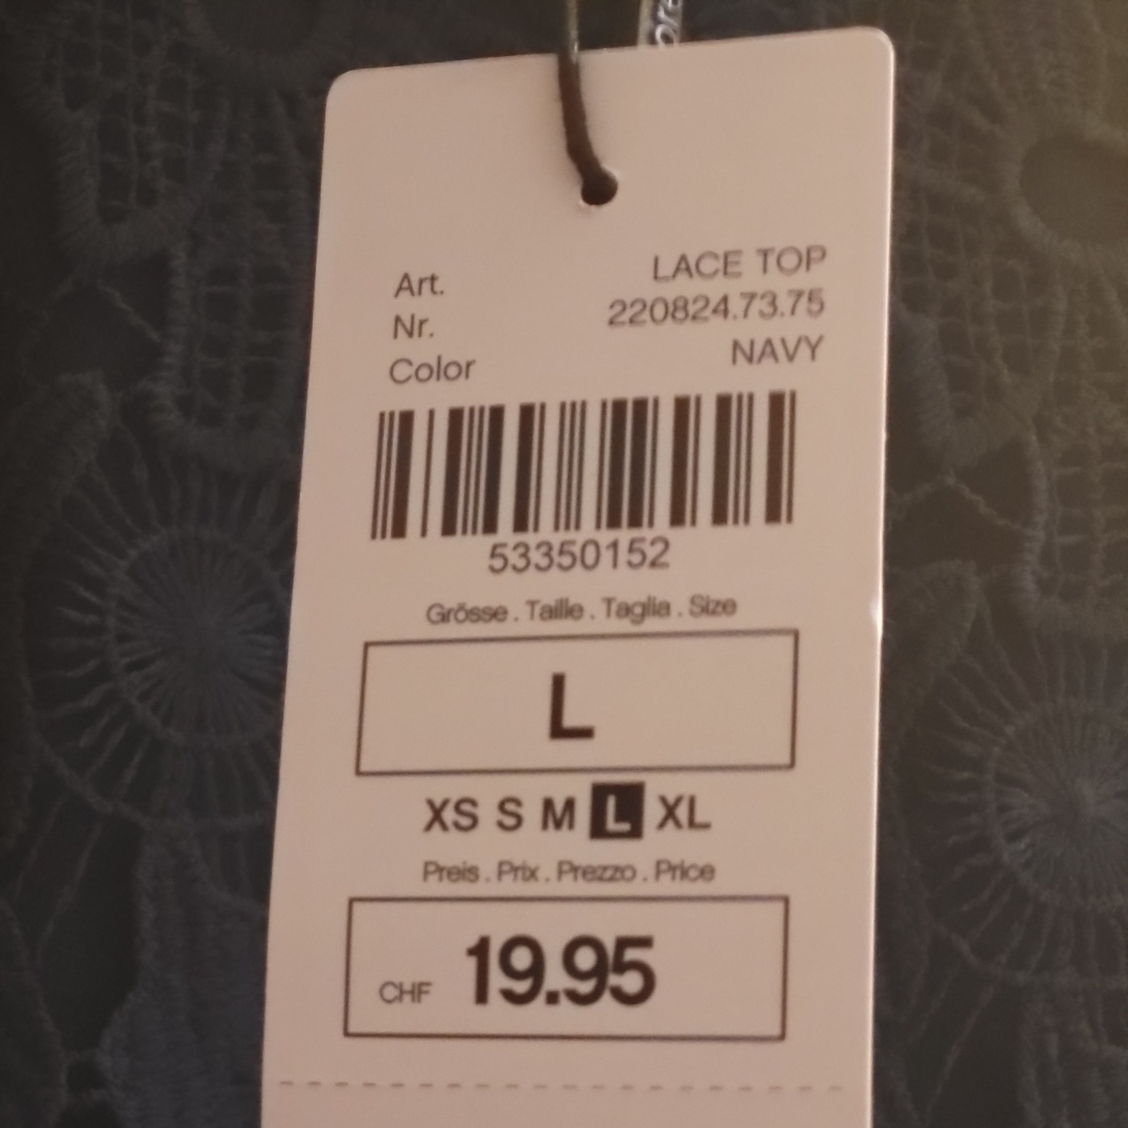 Art. LACE TOP
Nr. 220824.73.75
Color NAVY
53350152
Grösse . Taille . Taglia . Size
L
XS S M L XL
Preis . Prix . Prezzo . Price
CHF 19.95